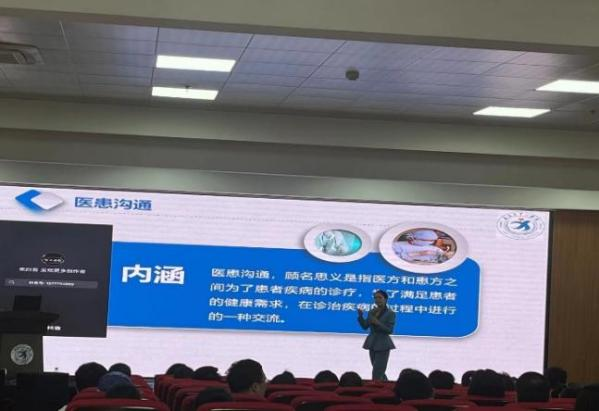 医患沟通
内涵
医患沟通，顾名思义是指医方和患方之
间为了患者疾病的诊疗，为了满足患者
的健康需求，在诊治疾病的过程中进行
的一种交流。